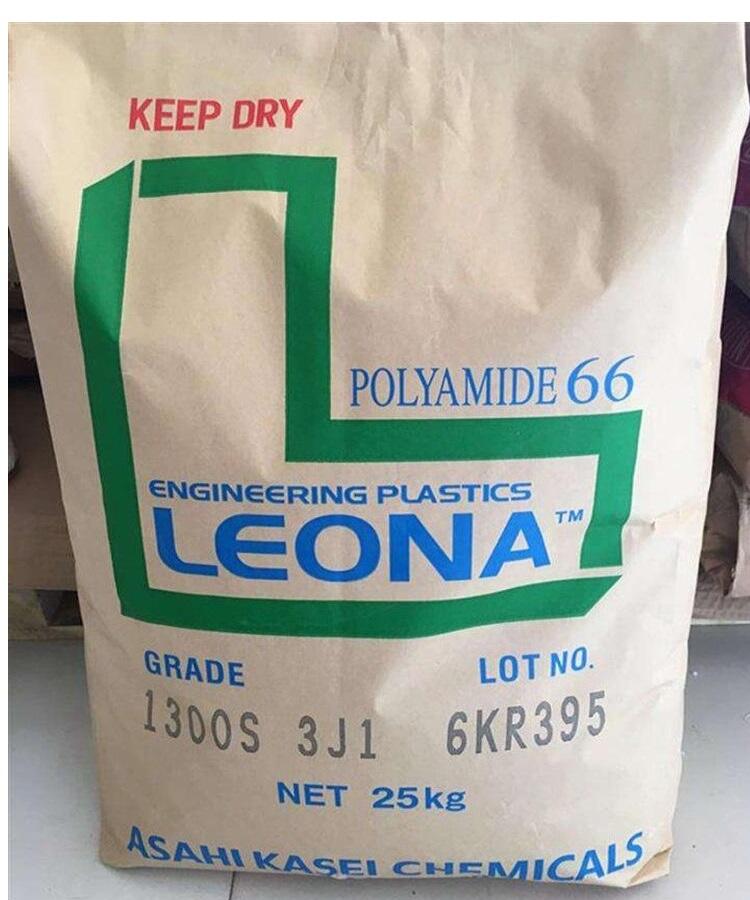 KEEP DRY
POLYAMIDE 66
ENGINEERING PLASTICS
LEONA™
GRADE LOT NO.
1300S 3J1 6KR395
NET 25kg
ASAHI KASEI CHEMICALS